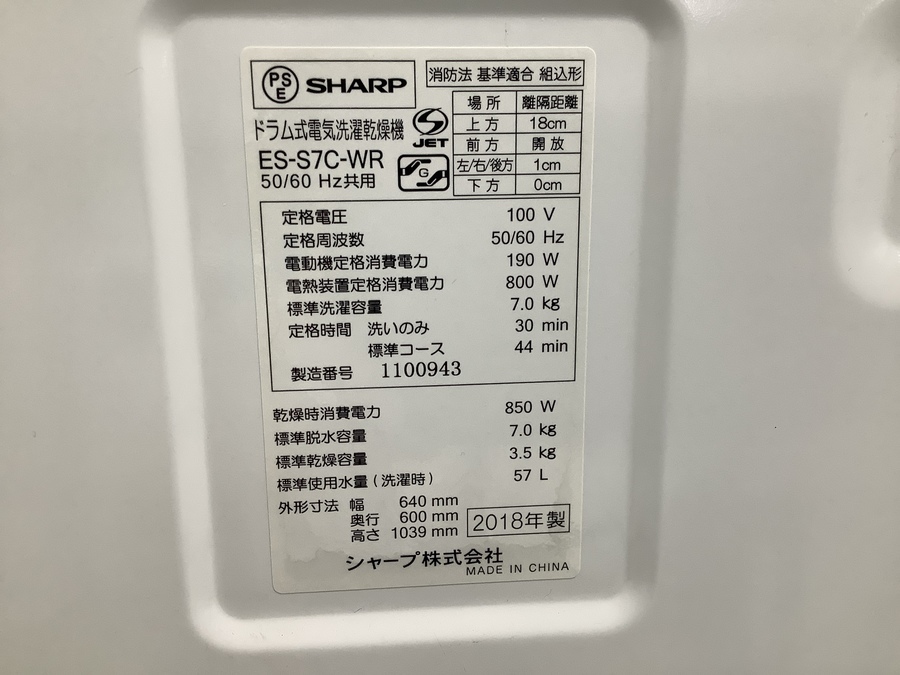 PSE SHARP
消防法 基準適合 組込形
場所 離隔距離
上方 18cm
前方 開放
左/右/後方 1cm
下方 0cm
ドラム式電気洗濯乾燥機
JET
ES-S7C-WR
G
50/60 Hz共用
定格電圧 100 V
定格周波数 50/60 Hz
電動機定格消費電力 190 W
電熱装置定格消費電力 800 W
標準洗濯容量 7.0 kg
定格時間 洗いのみ 30 min
標準コース 44 min
製造番号 1100943
乾燥時消費電力 850 W
標準脱水容量 7.0 kg
標準乾燥容量 3.5 kg
標準使用水量(洗濯時) 57 L
外形寸法 幅 640 mm
奥行 600 mm
高さ 1039 mm
2018年製
シャープ株式会社
MADE IN CHINA